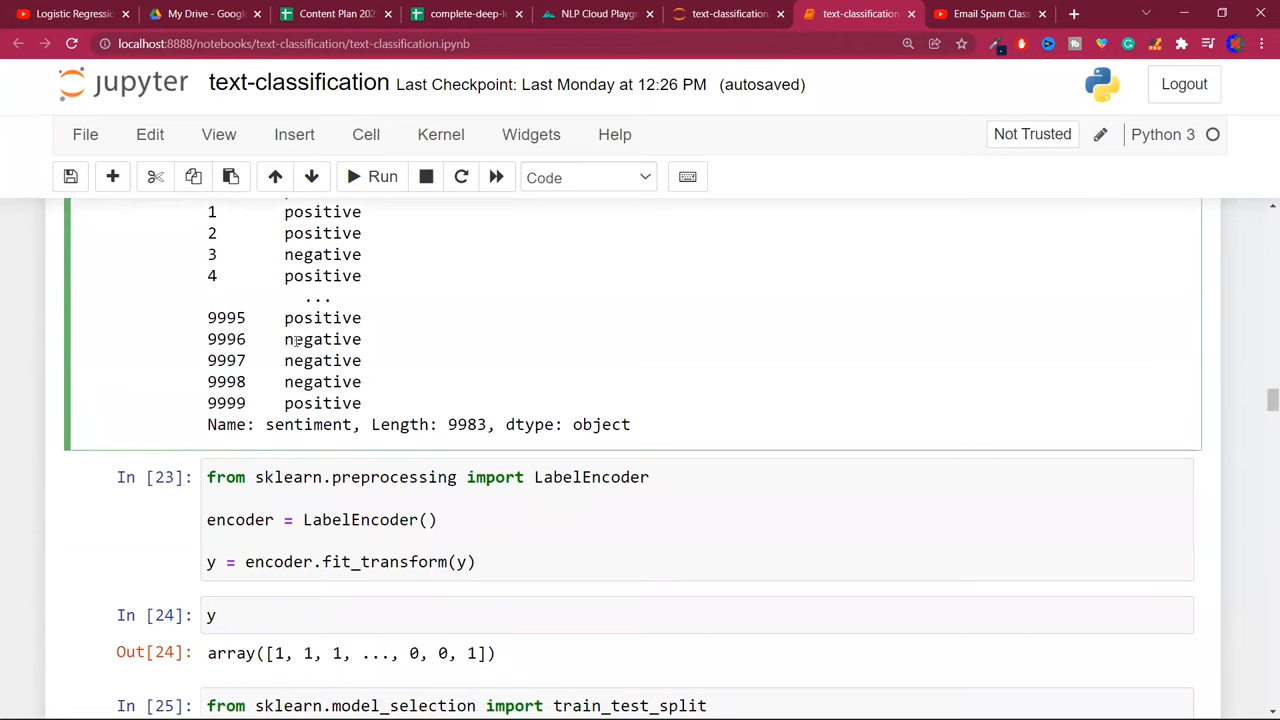 Logistic Regressi
My Drive - Google
Content Plan 202
complete-deep-le
NLP Cloud Playgr
text-classification.
text-classification
Email Spam Class
localhost:8888/notebooks/text-classification/text-classification.ipynb
jupyter text-classification Last Checkpoint: Last Monday at 12:26 PM (autosaved)
Logout
File Edit View Insert Cell Kernel Widgets Help
Not Trusted
Python 3
Run
Code
1 positive
2 positive
3 negative
4 positive
...
9995 positive
9996 negative
9997 negative
9998 negative
9999 positive
Name: sentiment, Length: 9983, dtype: object
In [23]: from sklearn.preprocessing import LabelEncoder
encoder = LabelEncoder()
y = encoder.fit_transform(y)
In [24]: y
Out[24]: array([1, 1, 1, ..., 0, 0, 1])
In [25]: from sklearn.model_selection import train_test_split